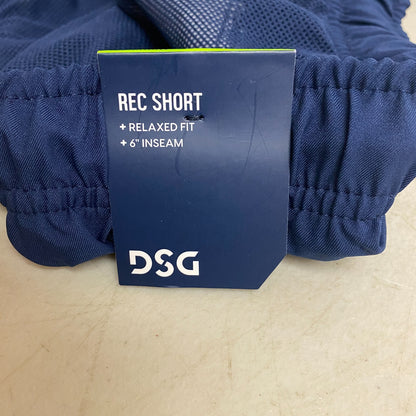 REC SHORT
+ RELAXED FIT
+ 6" INSEAM
DSG